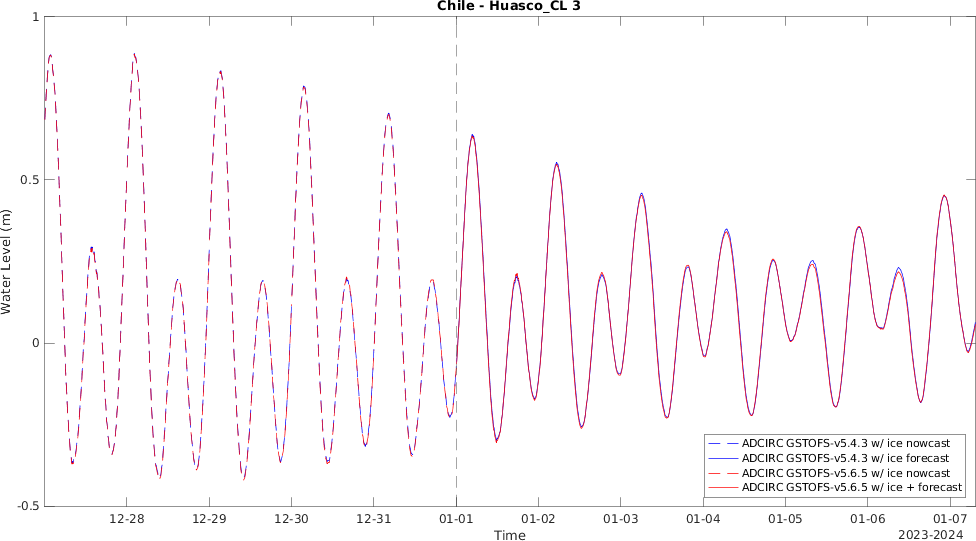 Chile - Huasco_CL 3
1
0.5
0
-0.5
Water Level (m)
12-28 12-29 12-30 12-31 01-01 01-02 01-03 01-04 01-05 01-06 01-07
Time
2023-2024
ADCIRC GSTOFS-v5.4.3 w/ ice nowcast
ADCIRC GSTOFS-v5.4.3 w/ ice forecast
ADCIRC GSTOFS-v5.6.5 w/ ice nowcast
ADCIRC GSTOFS-v5.6.5 w/ ice + forecast